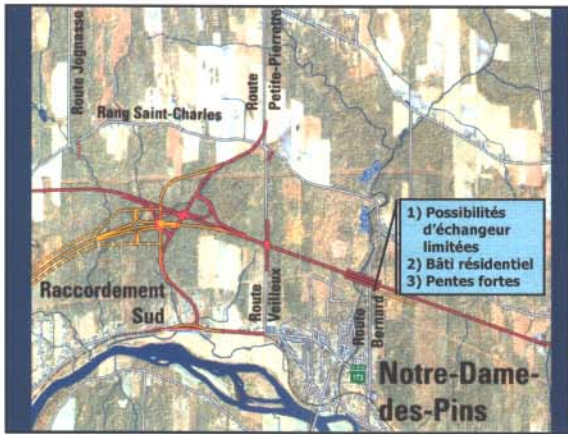 Route Jognasse
Rang Saint-Charles
Route
Petite-Pierrette
1) Possibilités
d'échangeur
limitées
2) Bâti résidentiel
3) Pentes fortes
Raccordement
Sud
Route
Veilleux
Route
Bernard
Notre-Dame-
des-Pins